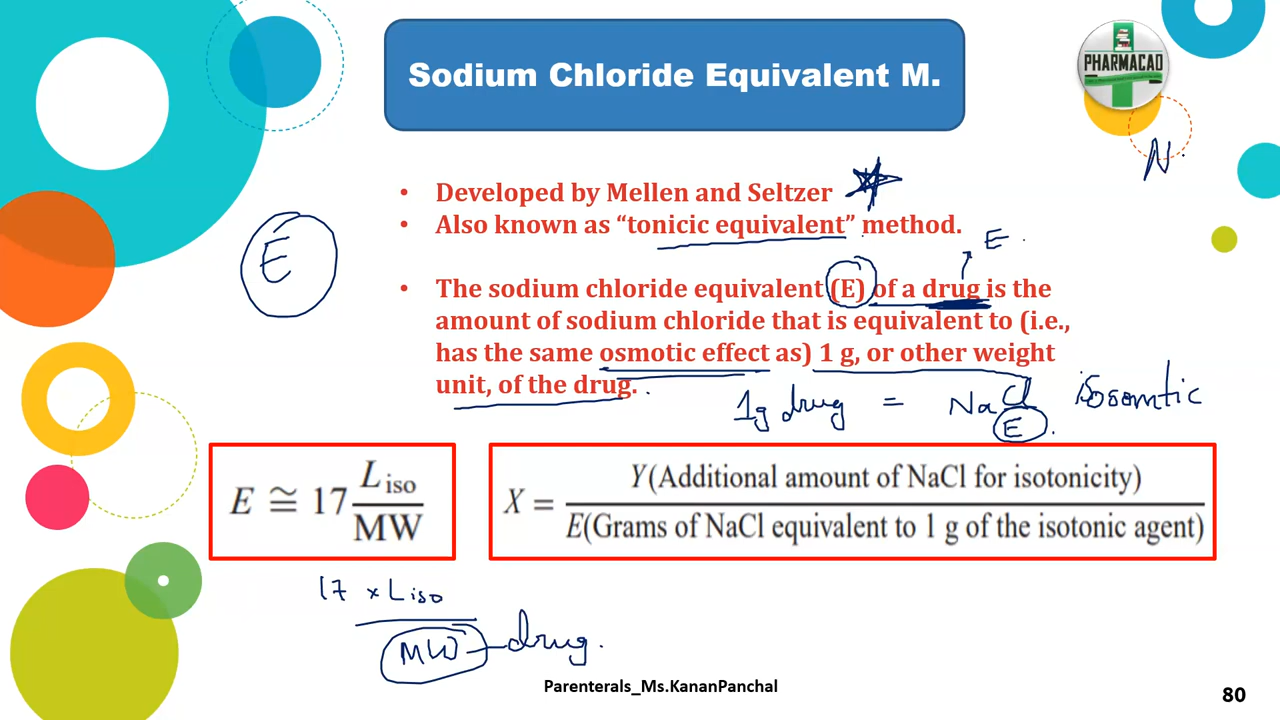 Sodium Chloride Equivalent M.
PHARMACAD
N.
• Developed by Mellen and Seltzer
• Also known as “tonicic equivalent” method.
E
E
• The sodium chloride equivalent (E) of a drug is the
amount of sodium chloride that is equivalent to (i.e.,
has the same osmotic effect as) 1 g, or other weight
unit, of the drug.
1g drug = NaCl isosomtic
E
E ≅ 17 L iso / MW
X = Y(Additional amount of NaCl for isotonicity) / E(Grams of NaCl equivalent to 1 g of the isotonic agent)
17 x Liso
MW – drug.
Parenterals_Ms.KananPanchal
80